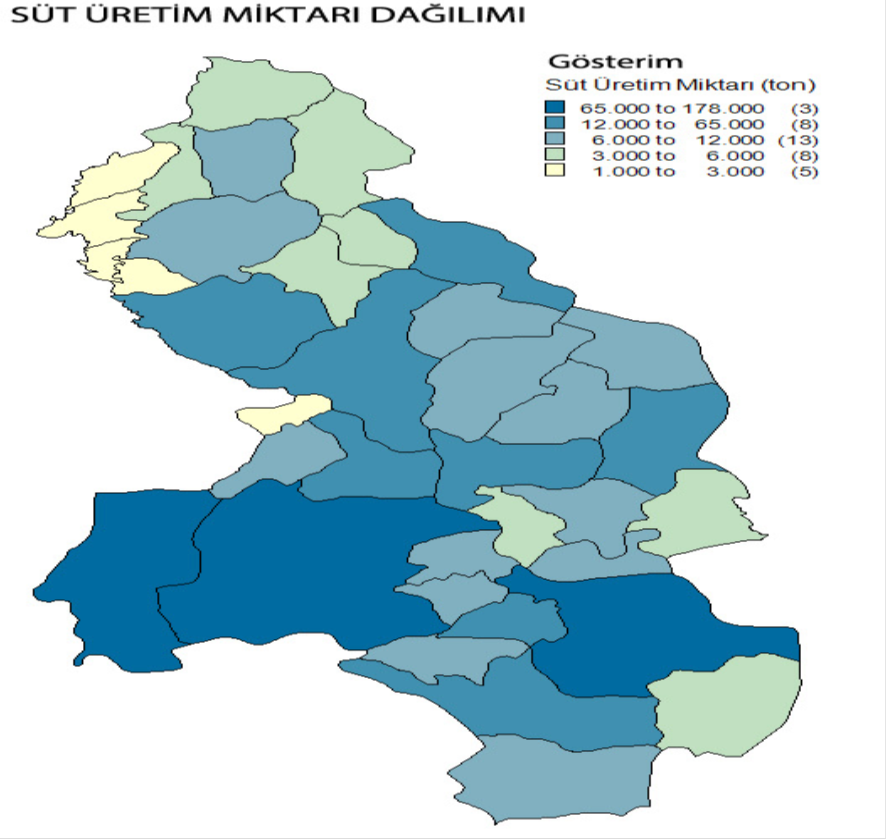 SÜT ÜRETİM MİKTARI DAĞILIMI
Gösterim
Süt Üretim Miktarı (ton)
65.000 to 178.000 (3)
12.000 to 65.000 (8)
6.000 to 12.000 (13)
3.000 to 6.000 (8)
1.000 to 3.000 (5)